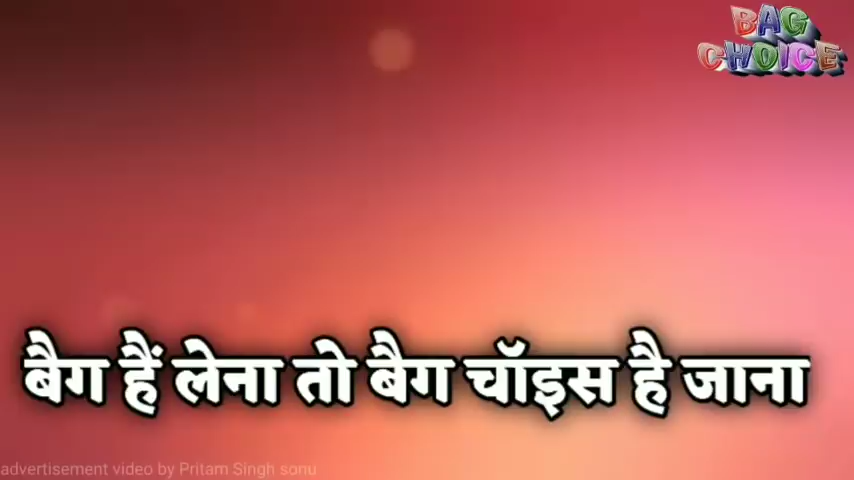 BAG
CHOICE
बैग हैं लेना तो बैग चॉइस है जाना
advertisement video by Pritam Singh sonu